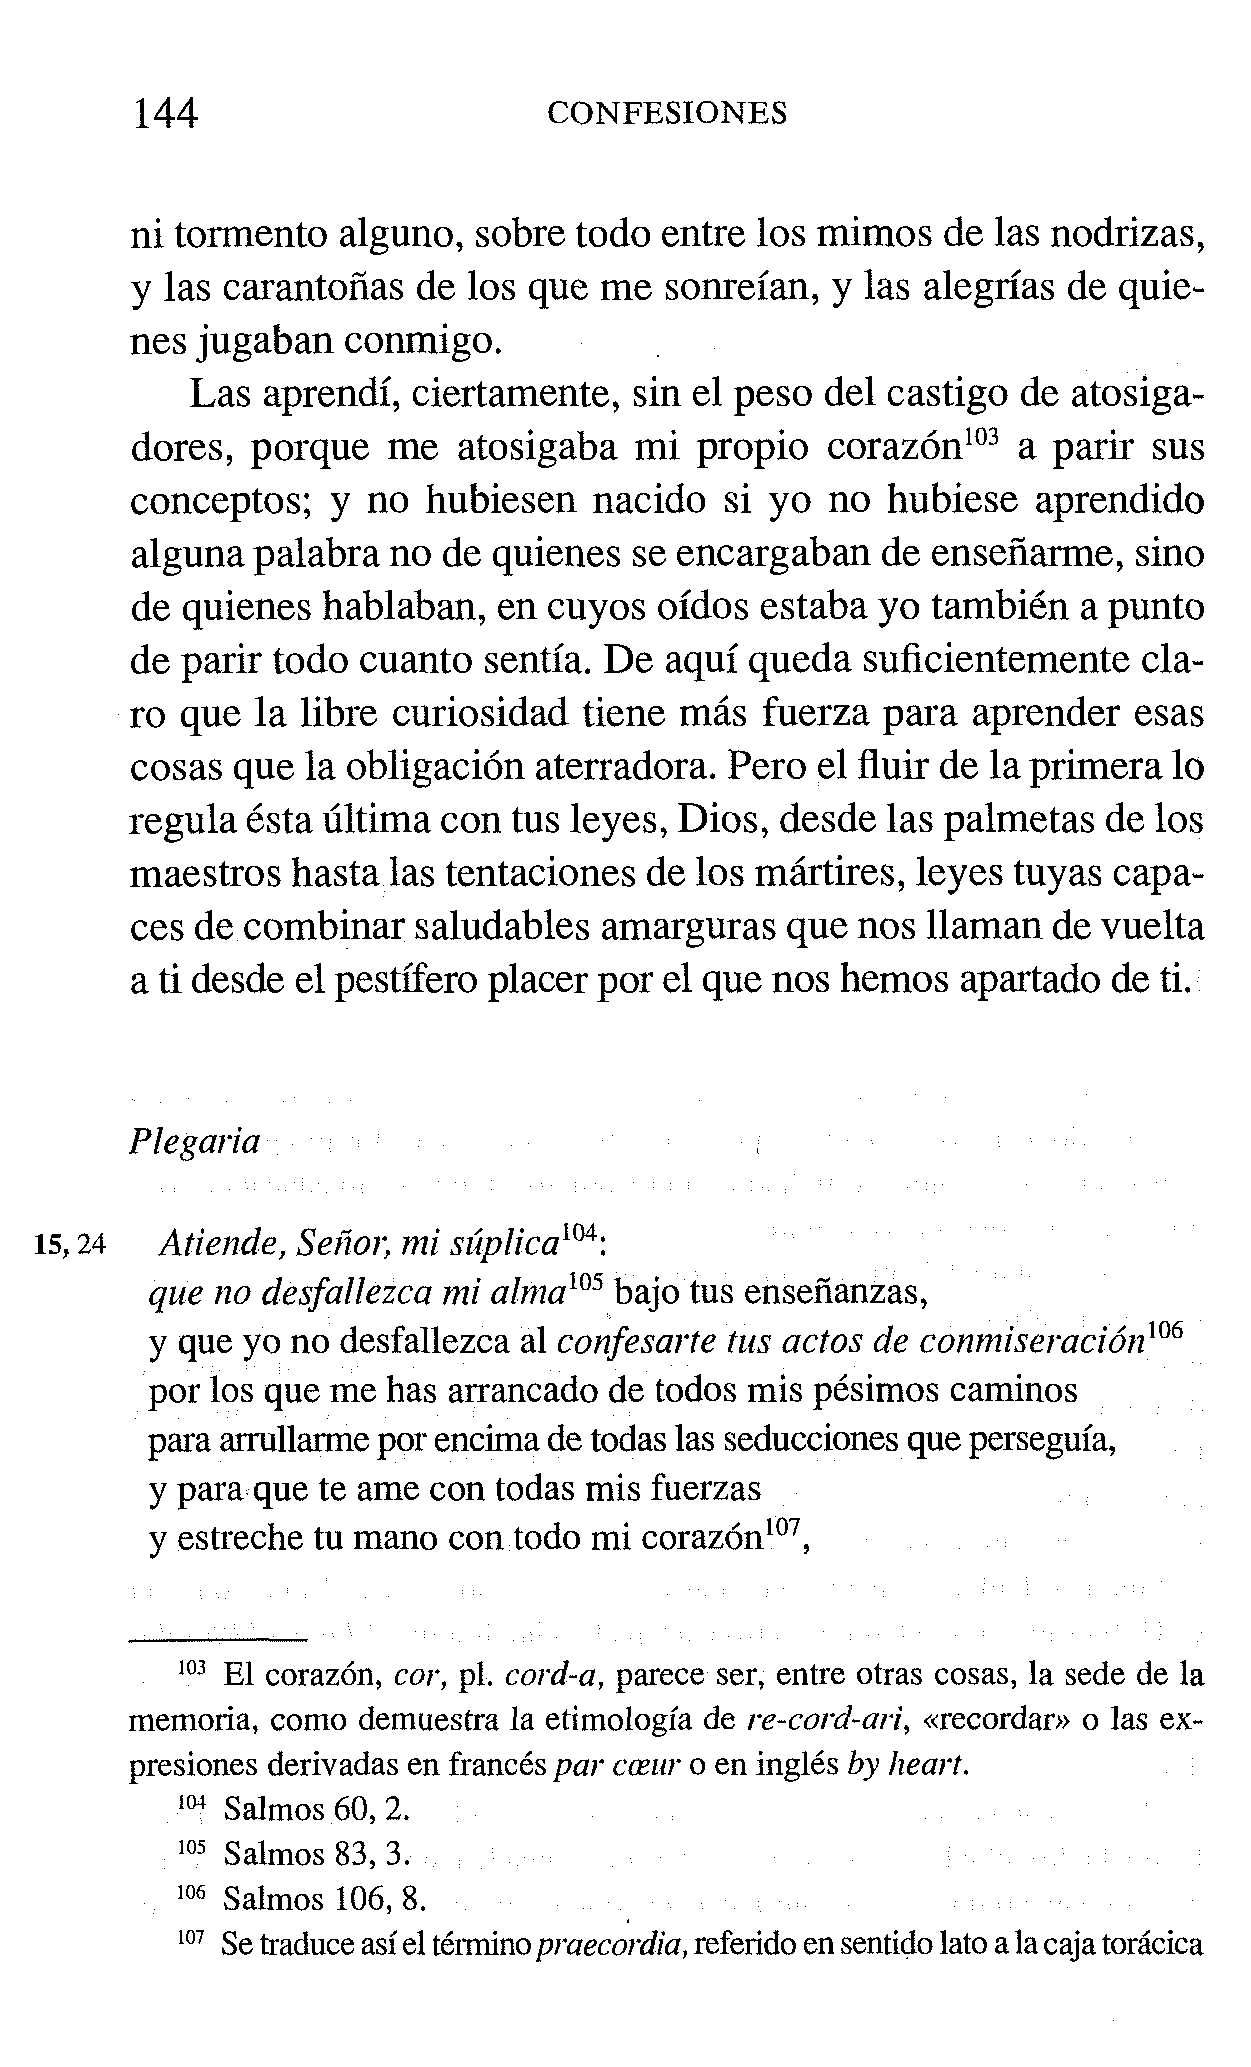 144 CONFESIONES
ni tormento alguno, sobre todo entre los mimos de las nodrizas,
y las carantoñas de los que me sonreían, y las alegrías de quie-
nes jugaban conmigo.
Las aprendí, ciertamente, sin el peso del castigo de atosiga-
dores, porque me atosigaba mi propio corazón¹⁰³ a parir sus
conceptos; y no hubiesen nacido si yo no hubiese aprendido
alguna palabra no de quienes se encargaban de enseñarme, sino
de quienes hablaban, en cuyos oídos estaba yo también a punto
de parir todo cuanto sentía. De aquí queda suficientemente cla-
ro que la libre curiosidad tiene más fuerza para aprender esas
cosas que la obligación aterradora. Pero el fluir de la primera lo
regula ésta última con tus leyes, Dios, desde las palmetas de los
maestros hasta las tentaciones de los mártires, leyes tuyas capa-
ces de combinar saludables amarguras que nos llaman de vuelta
a ti desde el pestífero placer por el que nos hemos apartado de ti.
Plegaria
15, 24 Atiende, Señor, mi súplica¹⁰⁴:
que no desfallezca mi alma¹⁰⁵ bajo tus enseñanzas,
y que yo no desfallezca al confesarte tus actos de conmiseración¹⁰⁶
por los que me has arrancado de todos mis pésimos caminos
para arrullarme por encima de todas las seducciones que perseguía,
y para que te ame con todas mis fuerzas
y estreche tu mano con todo mi corazón¹⁰⁷,
¹⁰³ El corazón, cor, pl. cord-a, parece ser, entre otras cosas, la sede de la
memoria, como demuestra la etimología de re-cord-ari, «recordar» o las ex-
presiones derivadas en francés par cœur o en inglés by heart.
¹⁰⁴ Salmos 60, 2.
¹⁰⁵ Salmos 83, 3.
¹⁰⁶ Salmos 106, 8.
¹⁰⁷ Se traduce así el término praecordia, referido en sentido lato a la caja torácica